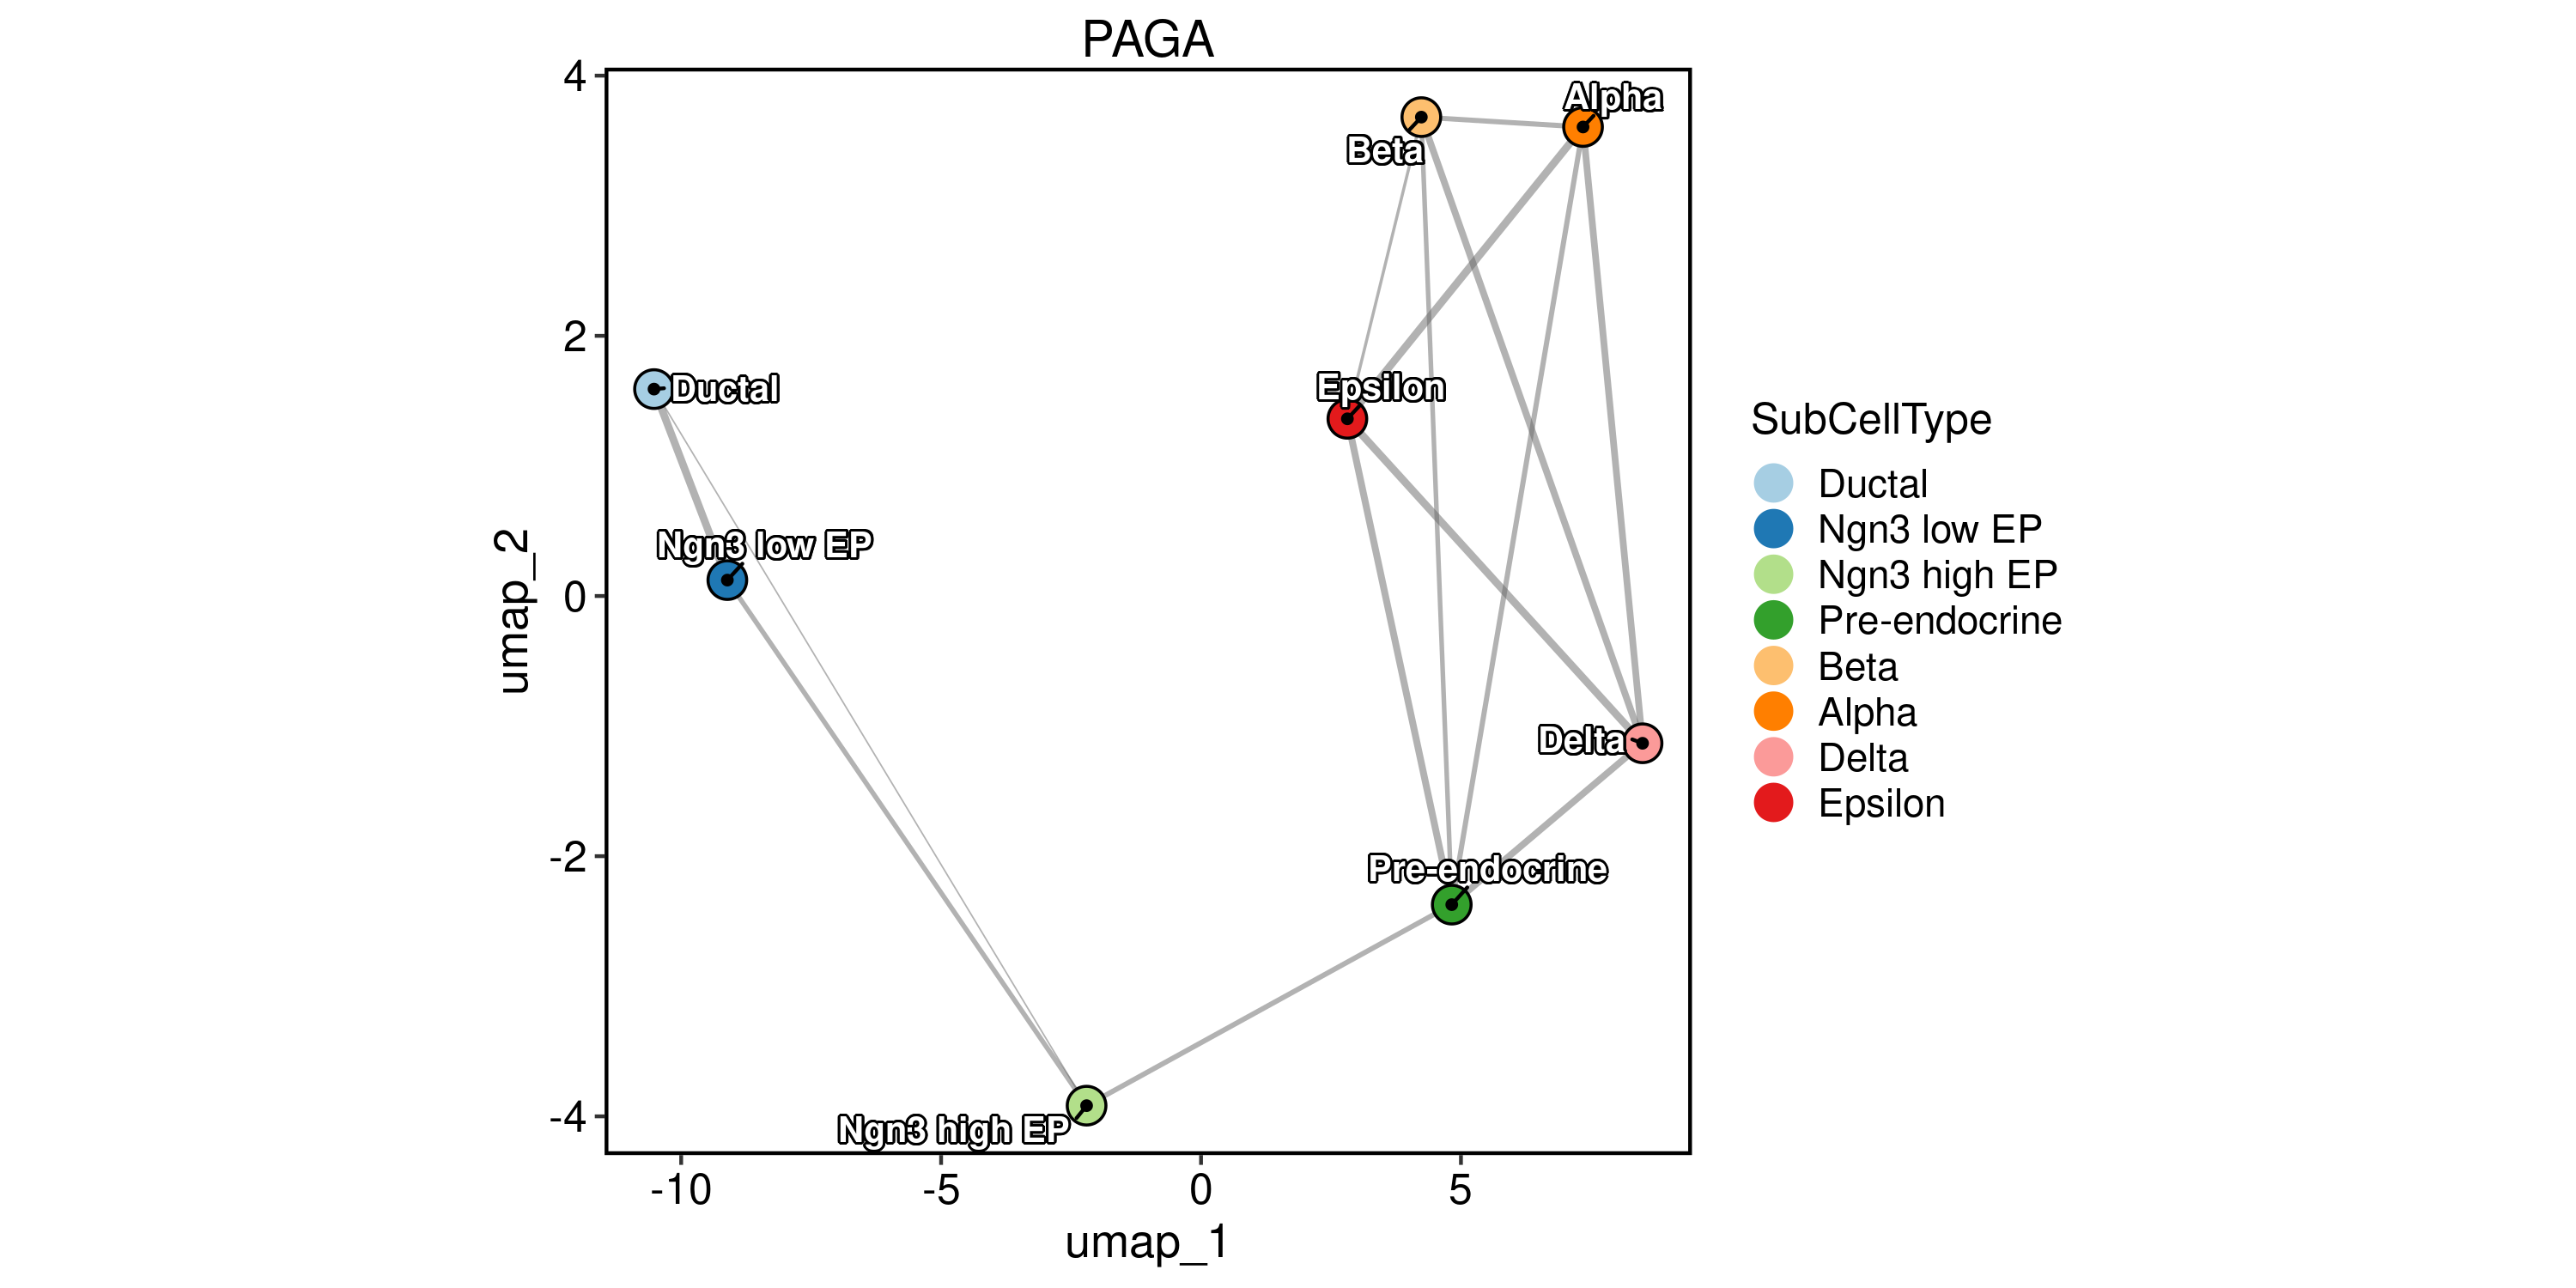 PAGA
4
2
0
-2
-4
umap_2
-10
-5
0
5
umap_1
Alpha
Beta
Epsilon
Ductal
Ngn3 low EP
Delta
Pre-endocrine
Ngn3 high EP
SubCellType
Ductal
Ngn3 low EP
Ngn3 high EP
Pre-endocrine
Beta
Alpha
Delta
Epsilon